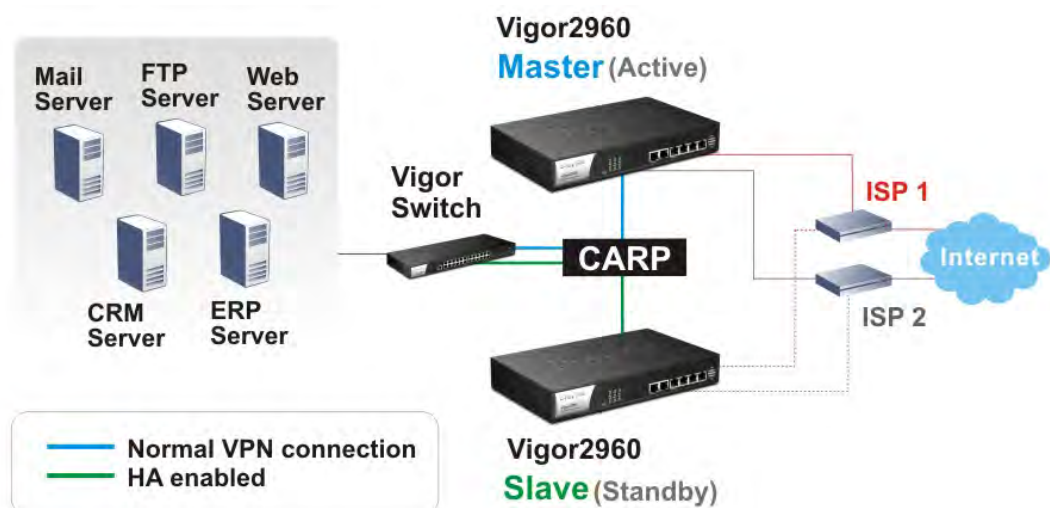 Mail
Server
FTP
Server
Web
Server
CRM
Server
ERP
Server
Vigor
Switch
CARP
Vigor2960
Master (Active)
Vigor2960
Slave (Standby)
ISP 1
ISP 2
Internet
Normal VPN connection
HA enabled